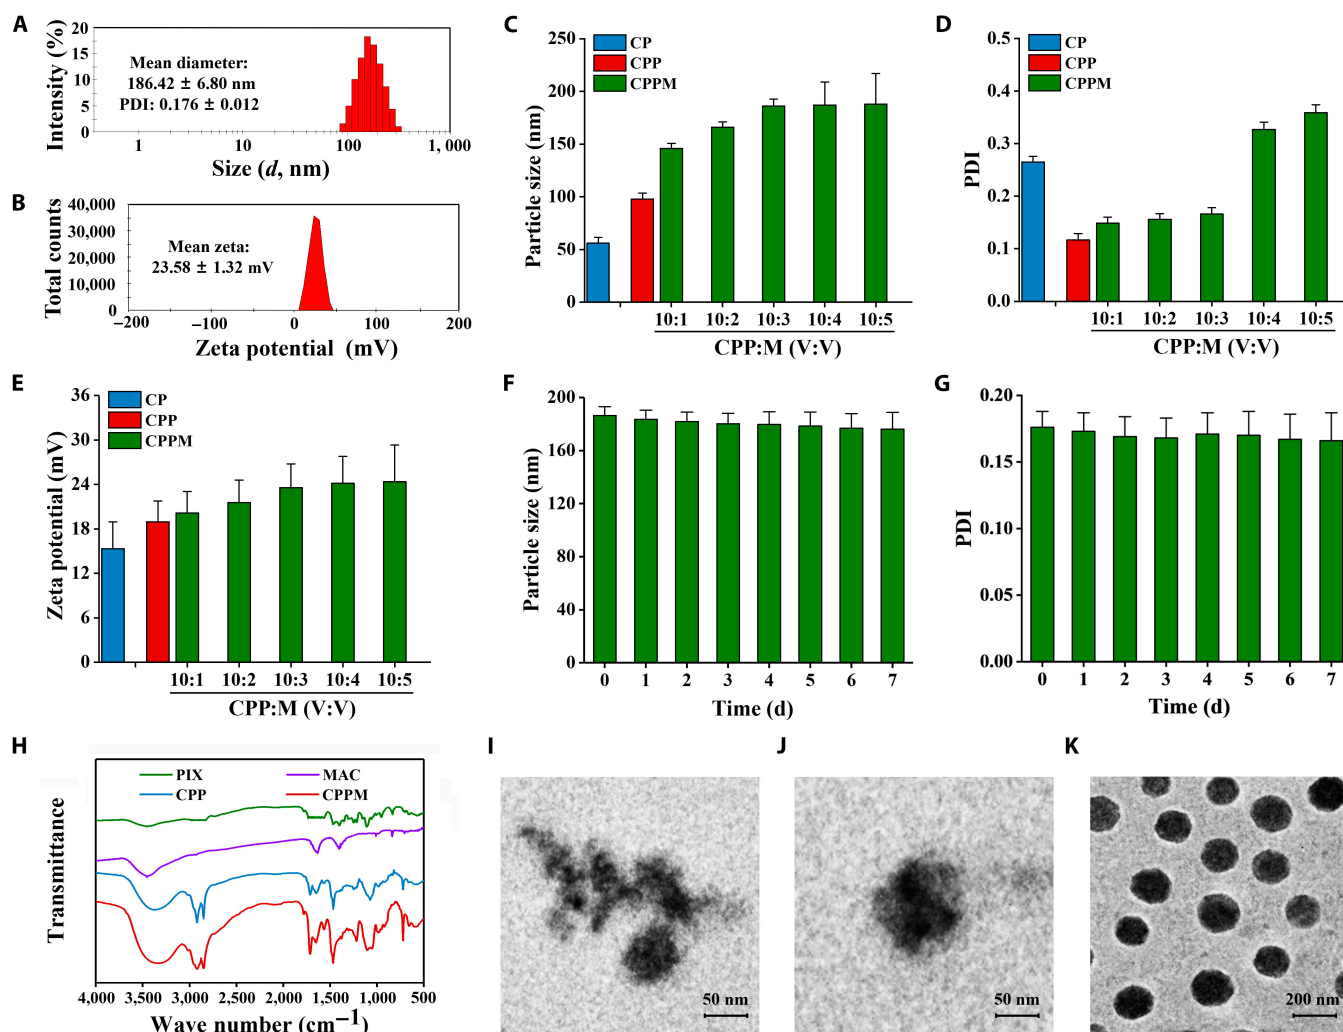 A
Intensity (%)
20
15
10
5
0
Mean diameter:
186.42 ± 6.80 nm
PDI: 0.176 ± 0.012
1
10
100
1, 000
Size (d, nm)
B
Total counts
40,000
30,000
20,000
10,000
0
Mean zeta:
23.58 ± 1.32 mV
−200
−100
0
100
200
Zeta potential (mV)
C
Particle size (nm)
250
200
150
100
50
0
CP
CPP
CPPM
10:1
10:2
10:3
10:4
10:5
CPP:M (V:V)
D
PDI
0.5
0.4
0.3
0.2
0.1
0.0
CP
CPP
CPPM
10:1
10:2
10:3
10:4
10:5
CPP:M (V:V)
E
Zeta potential (mV)
36
30
24
18
12
6
0
CP
CPP
CPPM
10:1
10:2
10:3
10:4
10:5
CPP:M (V:V)
F
Particle size (nm)
200
160
120
80
40
0
0
1
2
3
4
5
6
7
Time (d)
G
PDI
0.20
0.15
0.10
0.05
0.00
0
1
2
3
4
5
6
7
Time (d)
H
Transmittance
PIX
MAC
CPP
CPPM
4,000
3,500
3,000
2,500
2,000
1,500
1,000
500
Wave number (cm−1)
I
50 nm
J
50 nm
K
200 nm